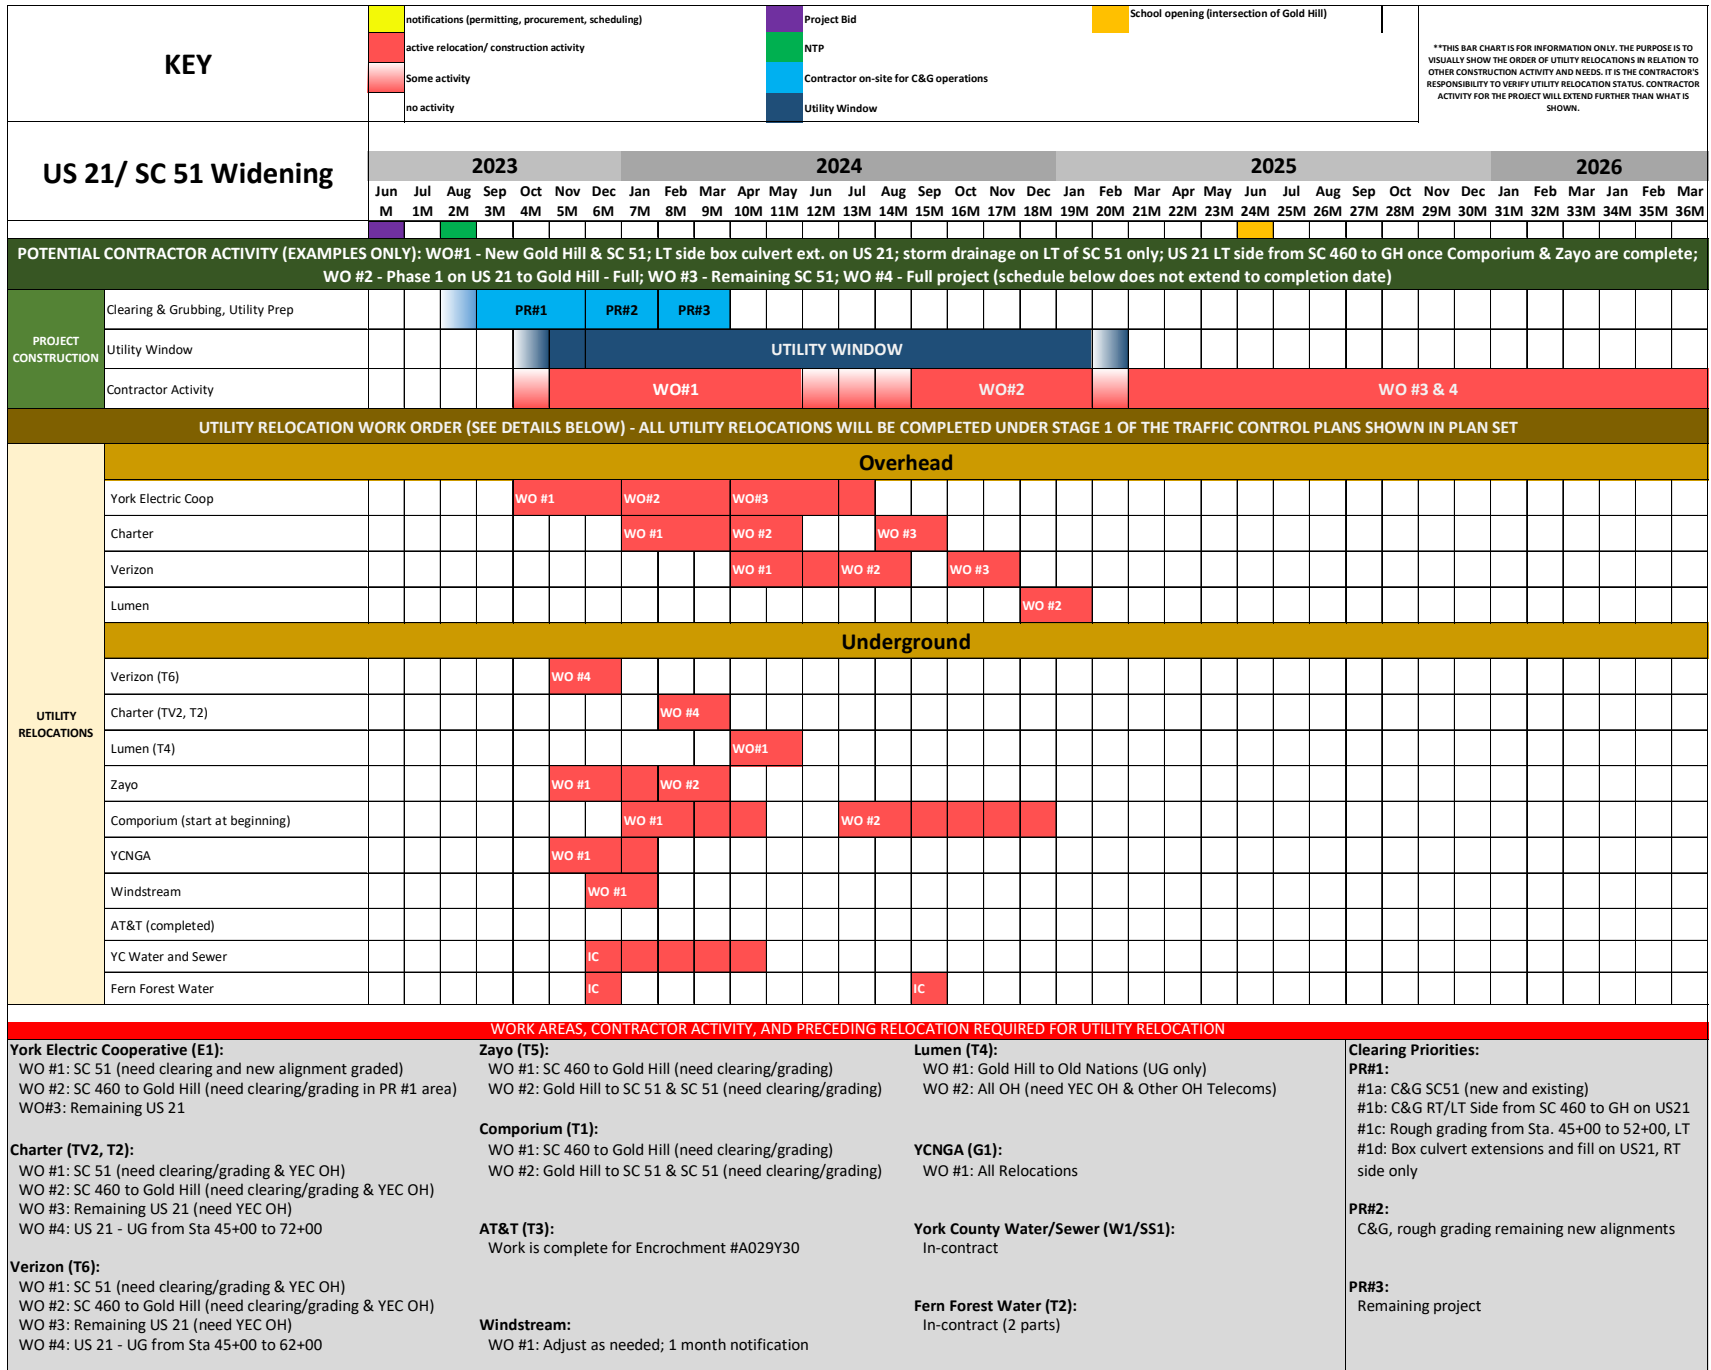 KEY
notifications (permitting, procurement, scheduling)
active relocation/ construction activity
Some activity
no activity
Project Bid
NTP
Contractor on-site for C&G operations
Utility Window
School opening (intersection of Gold Hill)
**THIS BAR CHART IS FOR INFORMATION ONLY. THE PURPOSE IS TO
VISUALLY SHOW THE ORDER OF UTILITY RELOCATIONS IN RELATION TO
OTHER CONSTRUCTION ACTIVITY AND NEEDS. IT IS THE CONTRACTOR'S
RESPONSIBILITY TO VERIFY UTILITY RELOCATION STATUS. CONTRACTOR
ACTIVITY FOR THE PROJECT WILL EXTEND FURTHER THAN WHAT IS
SHOWN.
US 21/ SC 51 Widening
2023 2024 2025 2026
Jun Jul Aug Sep Oct Nov Dec Jan Feb Mar Apr May Jun Jul Aug Sep Oct Nov Dec Jan Feb Mar Apr May Jun Jul Aug Sep Oct Nov Dec Jan Feb Mar Jan Feb Mar
M 1M 2M 3M 4M 5M 6M 7M 8M 9M 10M 11M 12M 13M 14M 15M 16M 17M 18M 19M 20M 21M 22M 23M 24M 25M 26M 27M 28M 29M 30M 31M 32M 33M 34M 35M 36M
POTENTIAL CONTRACTOR ACTIVITY (EXAMPLES ONLY): WO#1 - New Gold Hill & SC 51; LT side box culvert ext. on US 21; storm drainage on LT of SC 51 only; US 21 LT side from SC 460 to GH once Comporium & Zayo are complete;
WO #2 - Phase 1 on US 21 to Gold Hill - Full; WO #3 - Remaining SC 51; WO #4 - Full project (schedule below does not extend to completion date)
PROJECT
CONSTRUCTION
Clearing & Grubbing, Utility Prep
PR#1 PR#2 PR#3
Utility Window
UTILITY WINDOW
Contractor Activity
WO#1 WO#2 WO #3 & 4
UTILITY RELOCATION WORK ORDER (SEE DETAILS BELOW) - ALL UTILITY RELOCATIONS WILL BE COMPLETED UNDER STAGE 1 OF THE TRAFFIC CONTROL PLANS SHOWN IN PLAN SET
UTILITY
RELOCATIONS
Overhead
York Electric Coop WO #1 WO#2 WO#3
Charter WO #1 WO #2 WO #3
Verizon WO #1 WO #2 WO #3
Lumen WO #2
Underground
Verizon (T6) WO #4
Charter (TV2, T2) WO #4
Lumen (T4) WO#1
Zayo WO #1 WO #2
Comporium (start at beginning) WO #1 WO #2
YCNGA WO #1
Windstream WO #1
AT&T (completed)
YC Water and Sewer IC
Fern Forest Water IC IC
WORK AREAS, CONTRACTOR ACTIVITY, AND PRECEDING RELOCATION REQUIRED FOR UTILITY RELOCATION
York Electric Cooperative (E1):
WO #1: SC 51 (need clearing and new alignment graded)
WO #2: SC 460 to Gold Hill (need clearing/grading in PR #1 area)
WO#3: Remaining US 21
Charter (TV2, T2):
WO #1: SC 51 (need clearing/grading & YEC OH)
WO #2: SC 460 to Gold Hill (need clearing/grading & YEC OH)
WO #3: Remaining US 21 (need YEC OH)
WO #4: US 21 - UG from Sta 45+00 to 72+00
Verizon (T6):
WO #1: SC 51 (need clearing/grading & YEC OH)
WO #2: SC 460 to Gold Hill (need clearing/grading & YEC OH)
WO #3: Remaining US 21 (need YEC OH)
WO #4: US 21 - UG from Sta 45+00 to 62+00
Zayo (T5):
WO #1: SC 460 to Gold Hill (need clearing/grading)
WO #2: Gold Hill to SC 51 & SC 51 (need clearing/grading)
Comporium (T1):
WO #1: SC 460 to Gold Hill (need clearing/grading)
WO #2: Gold Hill to SC 51 & SC 51 (need clearing/grading)
AT&T (T3):
Work is complete for Encrochment #A029Y30
Windstream:
WO #1: Adjust as needed; 1 month notification
Lumen (T4):
WO #1: Gold Hill to Old Nations (UG only)
WO #2: All OH (need YEC OH & Other OH Telecoms)
YCNGA (G1):
WO #1: All Relocations
York County Water/Sewer (W1/SS1):
In-contract
Fern Forest Water (T2):
In-contract (2 parts)
Clearing Priorities:
PR#1:
#1a: C&G SC51 (new and existing)
#1b: C&G RT/LT Side from SC 460 to GH on US21
#1c: Rough grading from Sta. 45+00 to 52+00, LT
#1d: Box culvert extensions and fill on US21, RT
side only
PR#2:
C&G, rough grading remaining new alignments
PR#3:
Remaining project